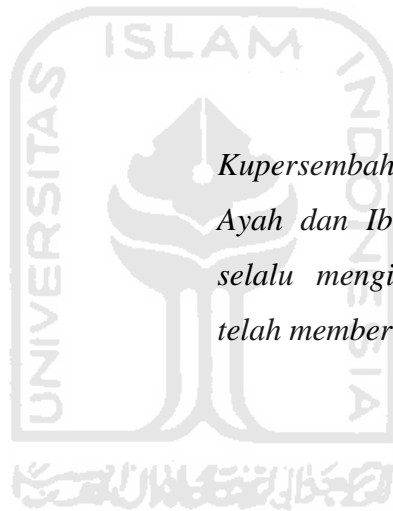 ISLAM
UNIVERSITAS
INDONESIA
Kupersembah
Ayah dan Ib
selalu mengi
telah member